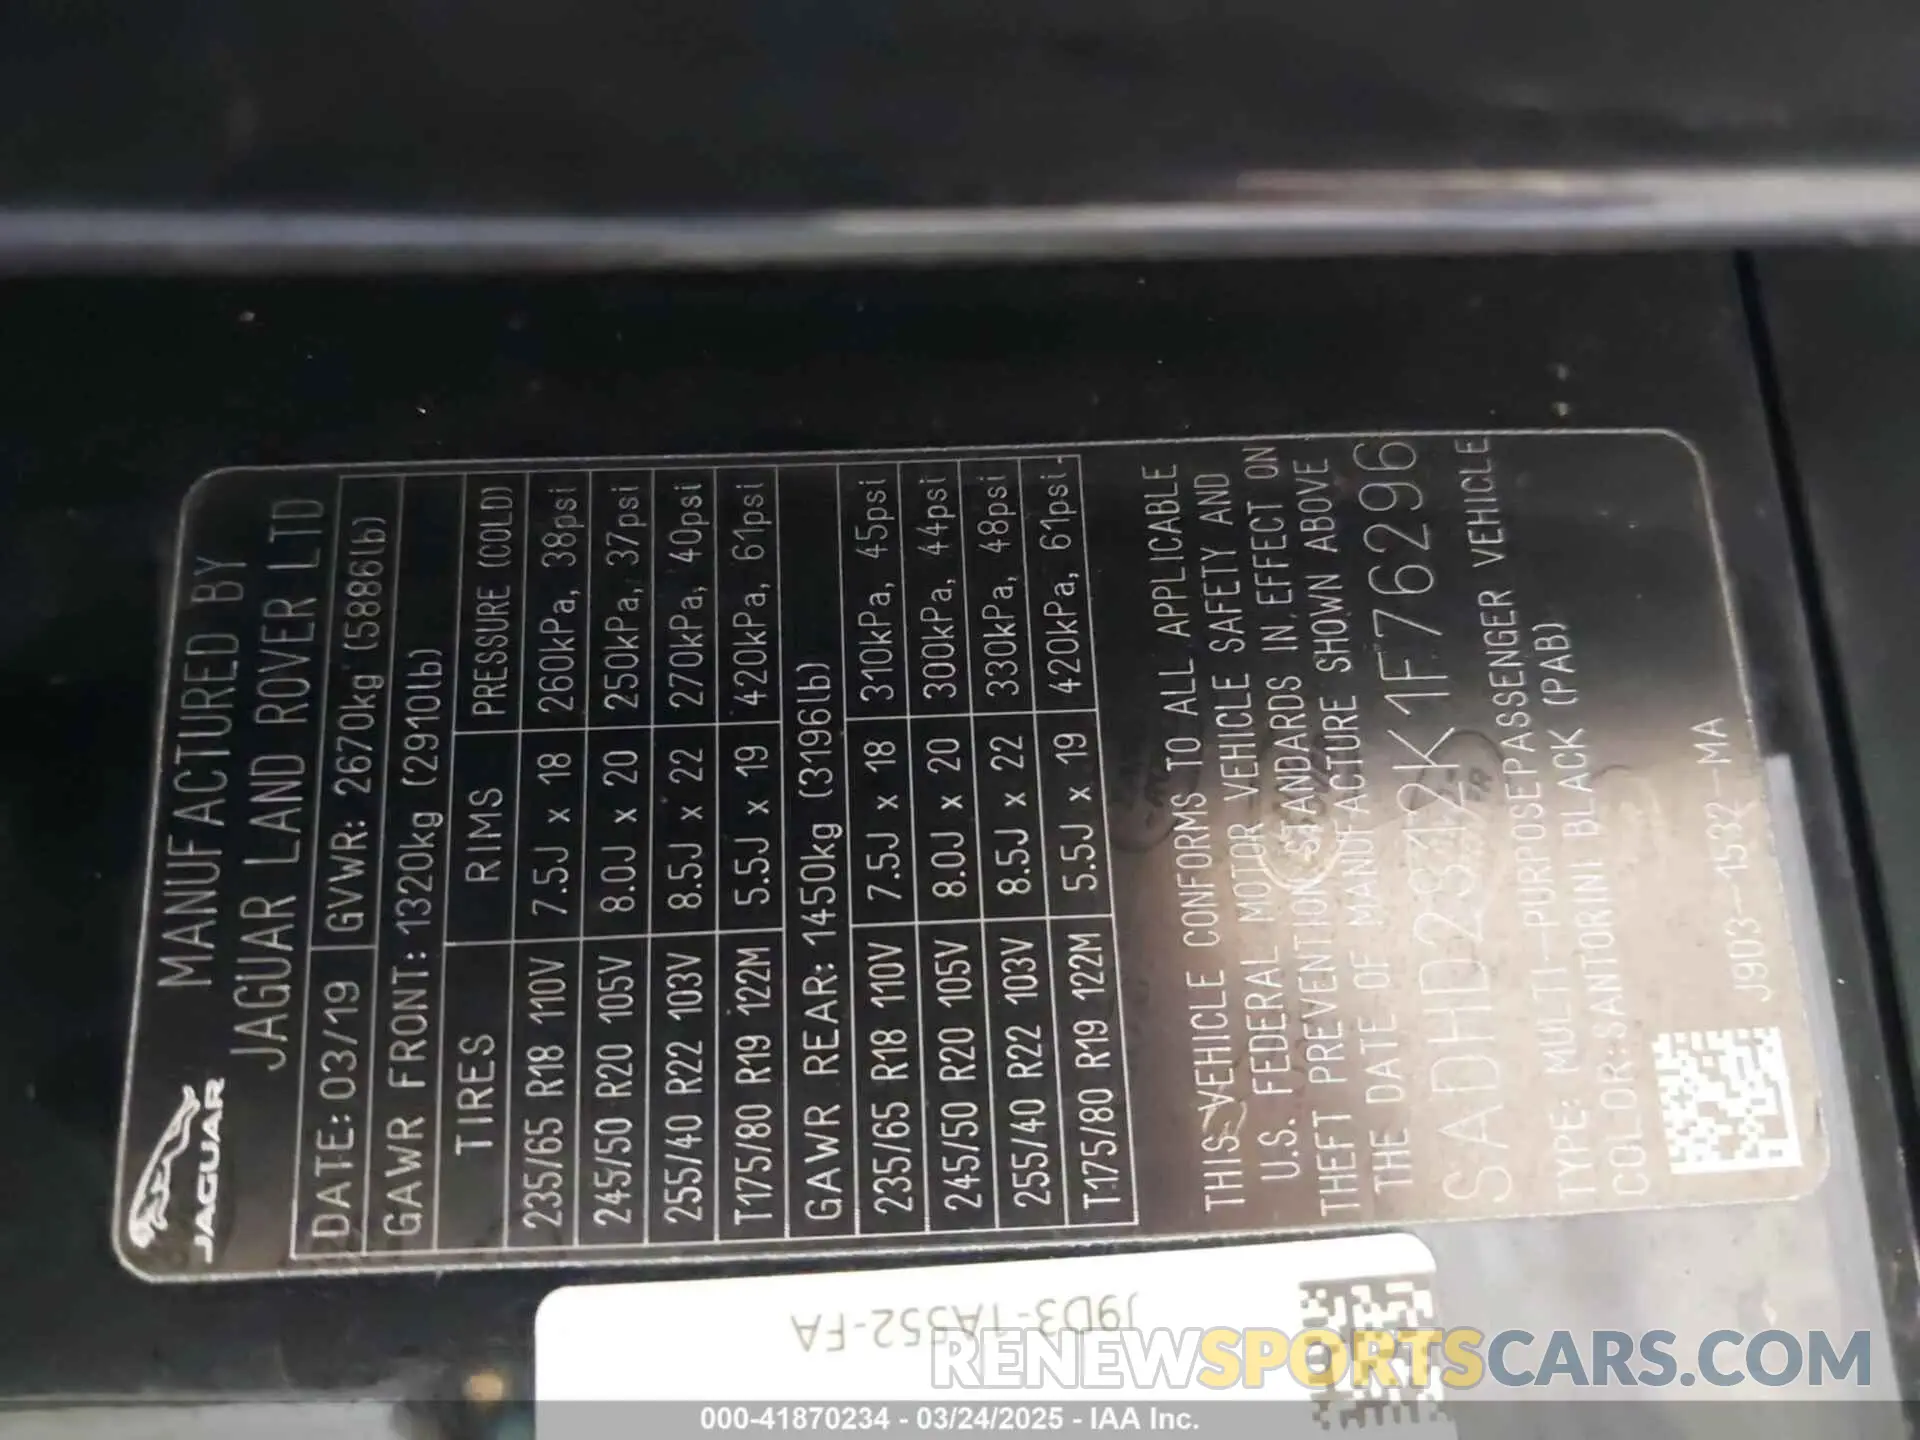 JAGUAR
MANUFACTURED BY
JAGUAR LAND ROVER LTD
DATE: 03/19 GVWR: 2670kg (5886lb)
GAWR FRONT: 1320kg (2910lb)
TIRES RIMS PRESSURE (COLD)
235/65 R18 110V 7.5J x 18 260kPa, 38psi
245/50 R20 105V 8.0J x 20 250kPa, 37psi
255/40 R22 103V 8.5J x 22 270kPa, 40psi
T175/80 R19 122M 5.5J x 19 420kPa, 61psi
GAWR REAR: 1450kg (3196lb)
235/65 R18 110V 7.5J x 18 310kPa, 45psi
245/50 R20 105V 8.0J x 20 300kPa, 44psi
255/40 R22 103V 8.5J x 22 330kPa, 48psi
T175/80 R19 122M 5.5J x 19 420kPa, 61psi
THIS VEHICLE CONFORMS TO ALL APPLICABLE
U.S. FEDERAL MOTOR VEHICLE SAFETY AND
THEFT PREVENTION STANDARDS IN EFFECT ON
THE DATE OF MANUFACTURE SHOWN ABOVE
SADHD2S12K1F76296
TYPE: MULTI-PURPOSEPASSENGER VEHICLE
COLOR:SANTORINI BLACK (PAB)
J9D3-1532-MA
J9D3-1A552-FA
RENEWSPORTSCARS.COM
000-41870234 - 03/24/2025 - IAA Inc.